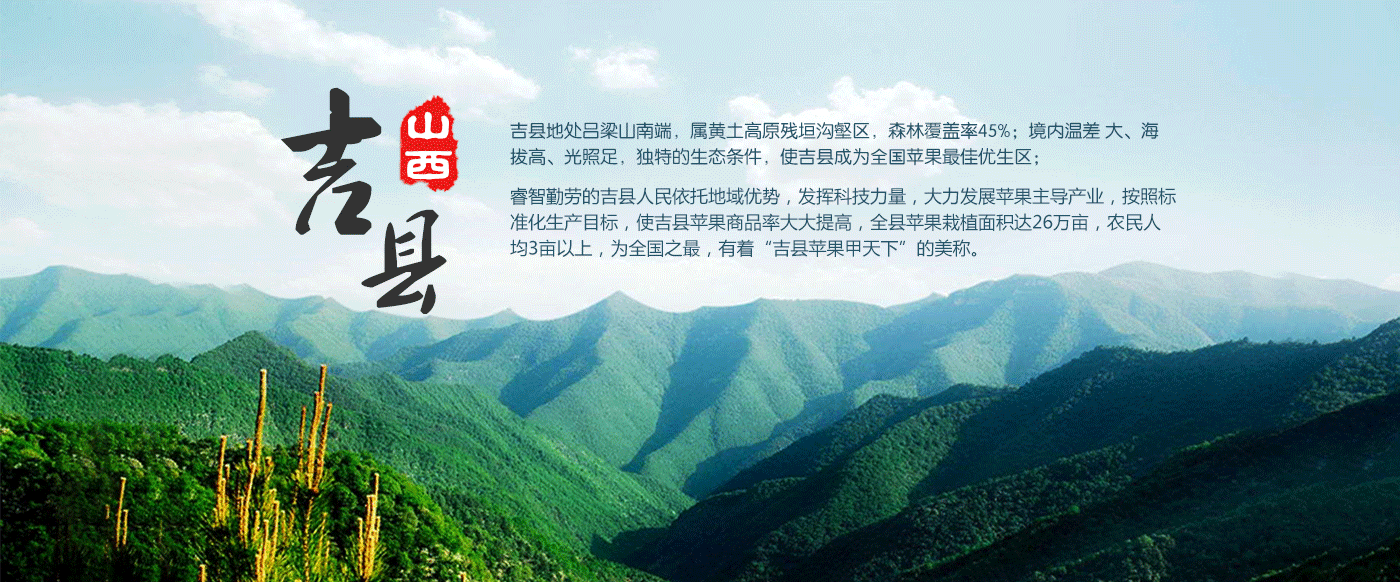 吉县
山西
吉县地处吕梁山南端，属黄土高原残垣沟壑区，森林覆盖率45%；境内温差 大、海
拔高、光照足，独特的生态条件，使吉县成为全国苹果最佳优生区；
睿智勤劳的吉县人民依托地域优势，发挥科技力量，大力发展苹果主导产业，按照标
准化生产目标，使吉县苹果商品率大大提高，全县苹果栽植面积达26万亩，农民人
均3亩以上，为全国之最，有着“吉县苹果甲天下”的美称。